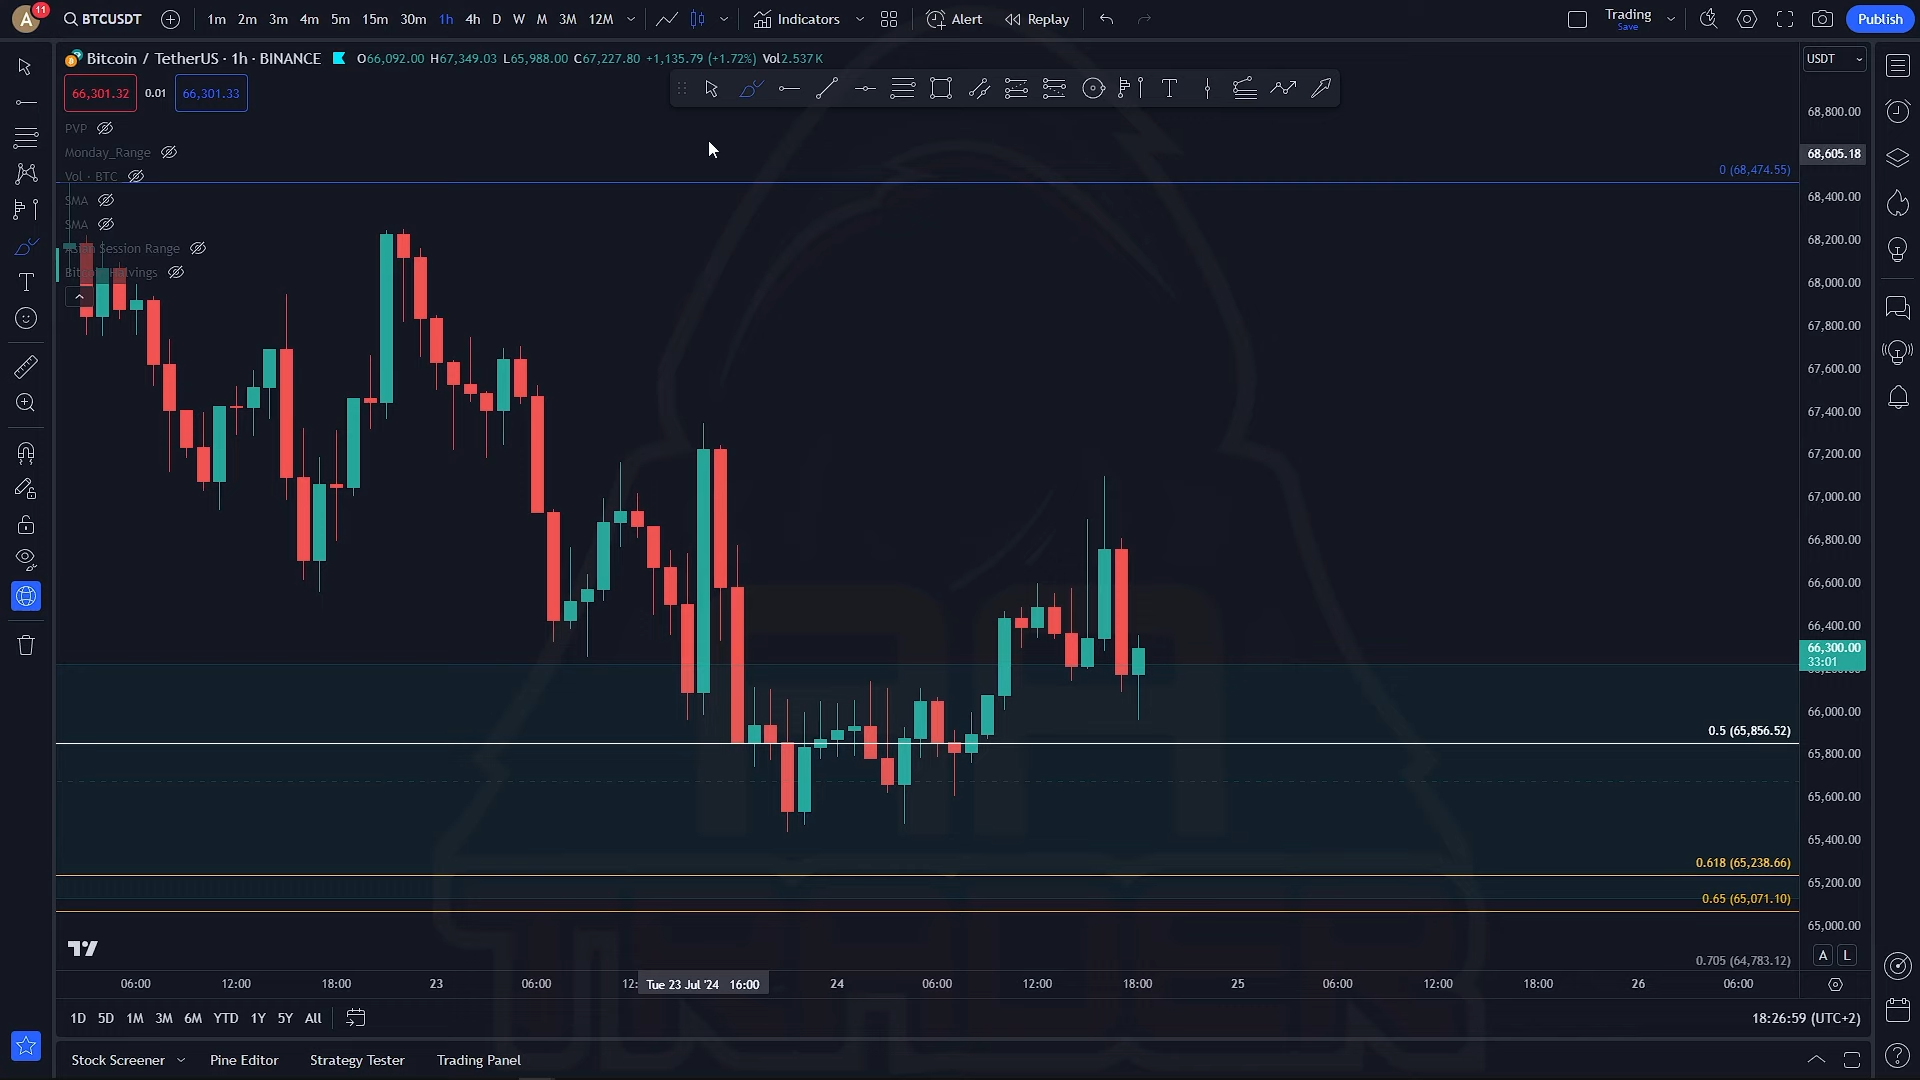 A 11 BTCUSDT 1m 2m 3m 4m 5m 15m 30m 1h 4h D W M 3M 12M Indicators Alert Replay Trading Save Publish
Bitcoin / TetherUS · 1h · BINANCE O66,092.00 H67,349.03 L65,988.00 C67,227.80 +1,135.79 (+1.72%) Vol2.537K USDT
66,301.32 0.01 66,301.33
68,800.00
PVP
Monday_Range
68,605.18
0 (68,474.55)
Vol · BTC
68,400.00
SMA
SMA
68,200.00
Asian Session Range
Bitcoin Halvings
68,000.00
67,800.00
67,600.00
67,400.00
67,200.00
67,000.00
66,800.00
66,600.00
66,400.00
66,300.00
33:01
66,000.00
0.5 (65,856.52)
65,800.00
65,600.00
65,400.00
0.618 (65,238.66)
65,200.00
0.65 (65,071.10)
65,000.00
0.705 (64,783.12)
A L
06:00 12:00 18:00 23 06:00 12: Tue 23 Jul '24 16:00 24 06:00 12:00 18:00 25 06:00 12:00 18:00 26 06:00
1D 5D 1M 3M 6M YTD 1Y 5Y All 18:26:59 (UTC+2)
Stock Screener Pine Editor Strategy Tester Trading Panel
TRADER